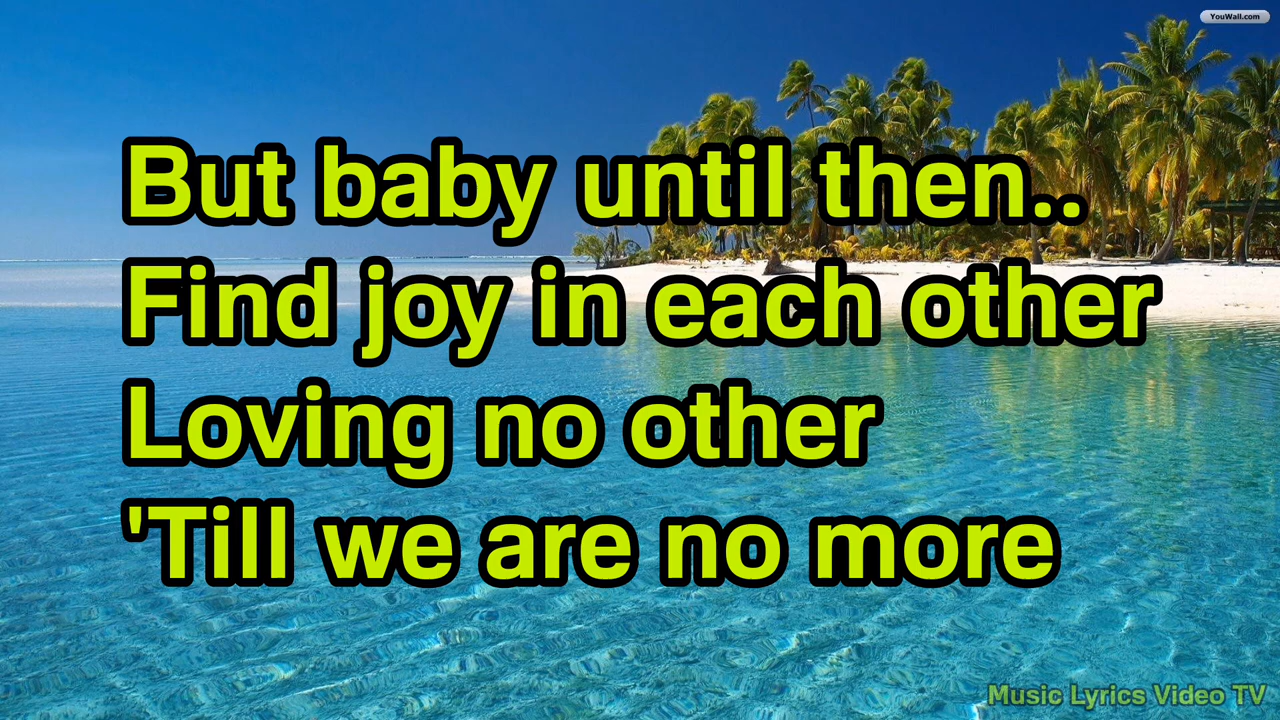 YouWall.com
But baby until then..
Find joy in each other
Loving no other
'Till we are no more
Music Lyrics Video TV